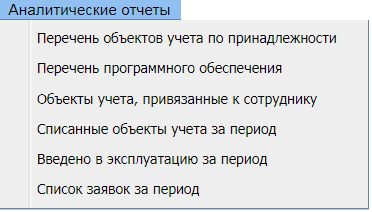 Аналитические отчеты
Перечень объектов учета по принадлежности
Перечень программного обеспечения
Объекты учета, привязанные к сотруднику
Списанные объекты учета за период
Введено в эксплуатацию за период
Список заявок за период